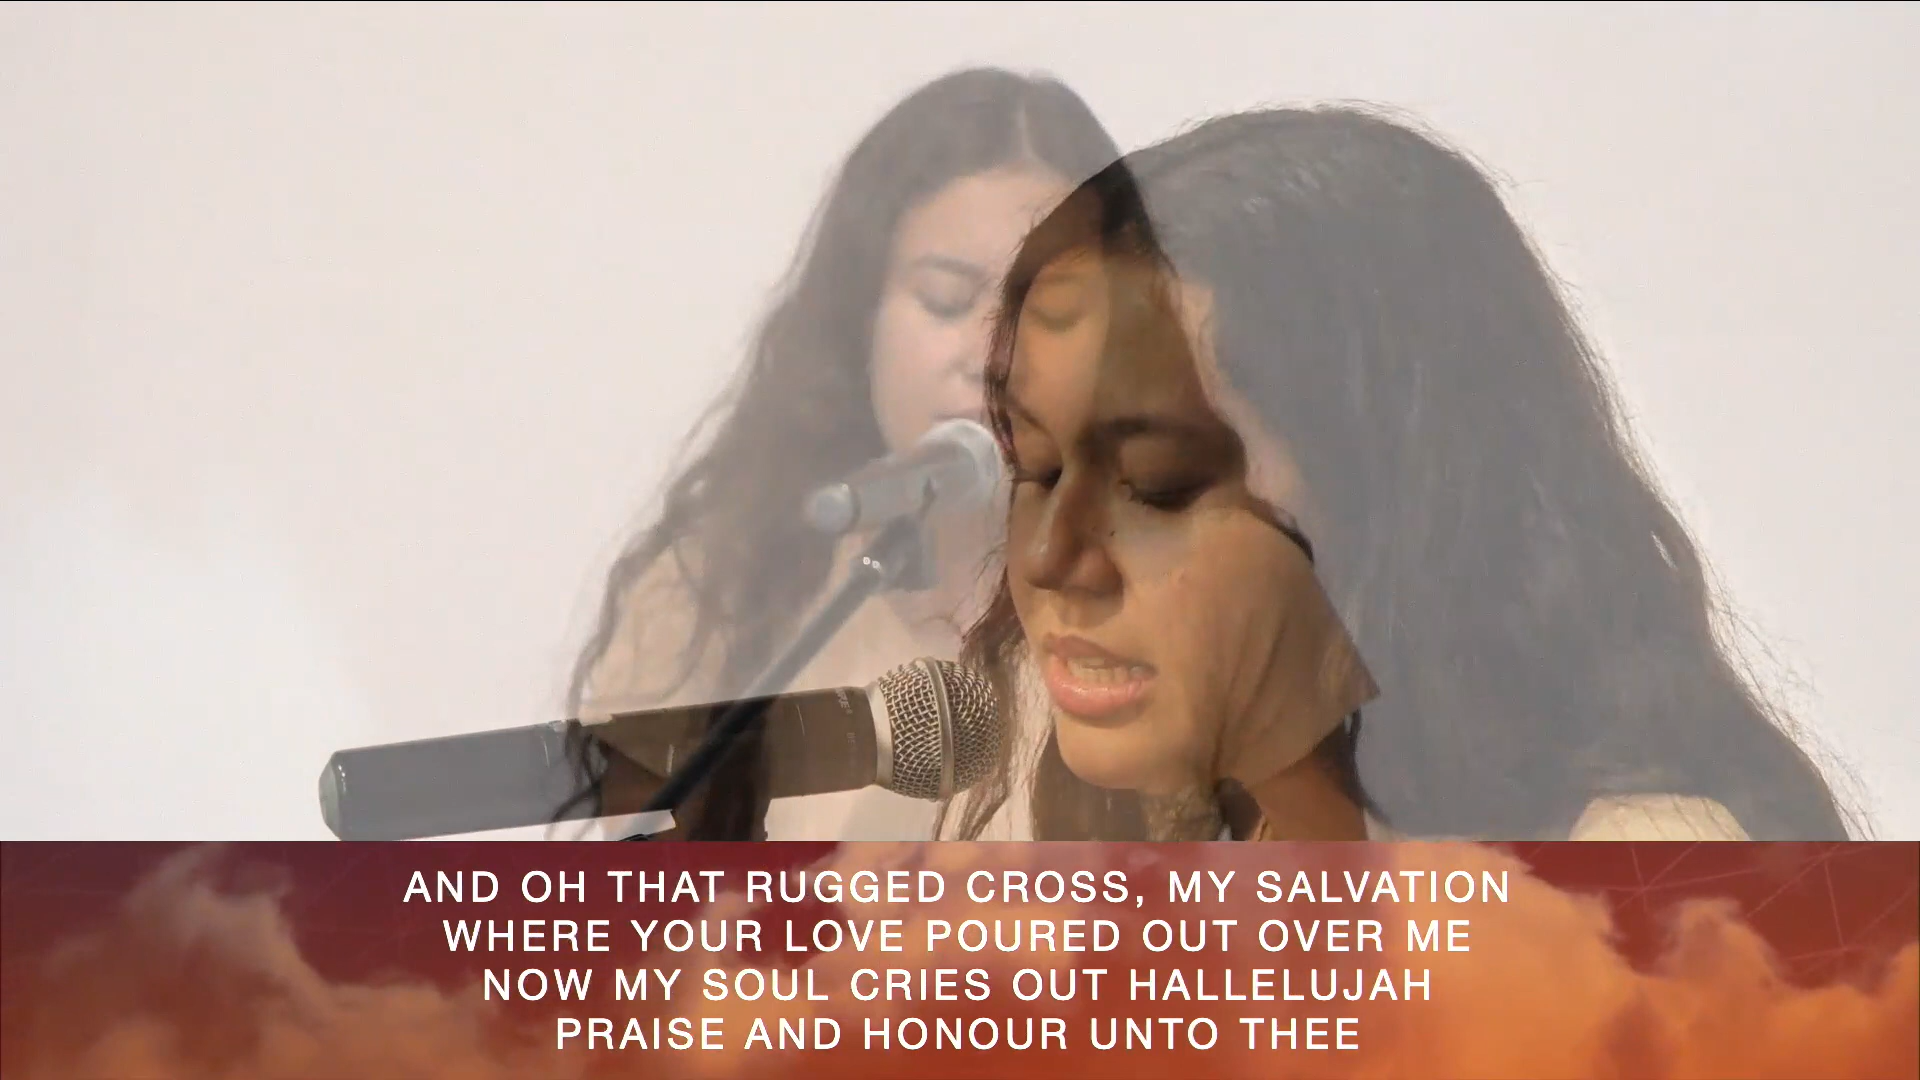 AND OH THAT RUGGED CROSS, MY SALVATION
WHERE YOUR LOVE POURED OUT OVER ME
NOW MY SOUL CRIES OUT HALLELUJAH
PRAISE AND HONOUR UNTO THEE